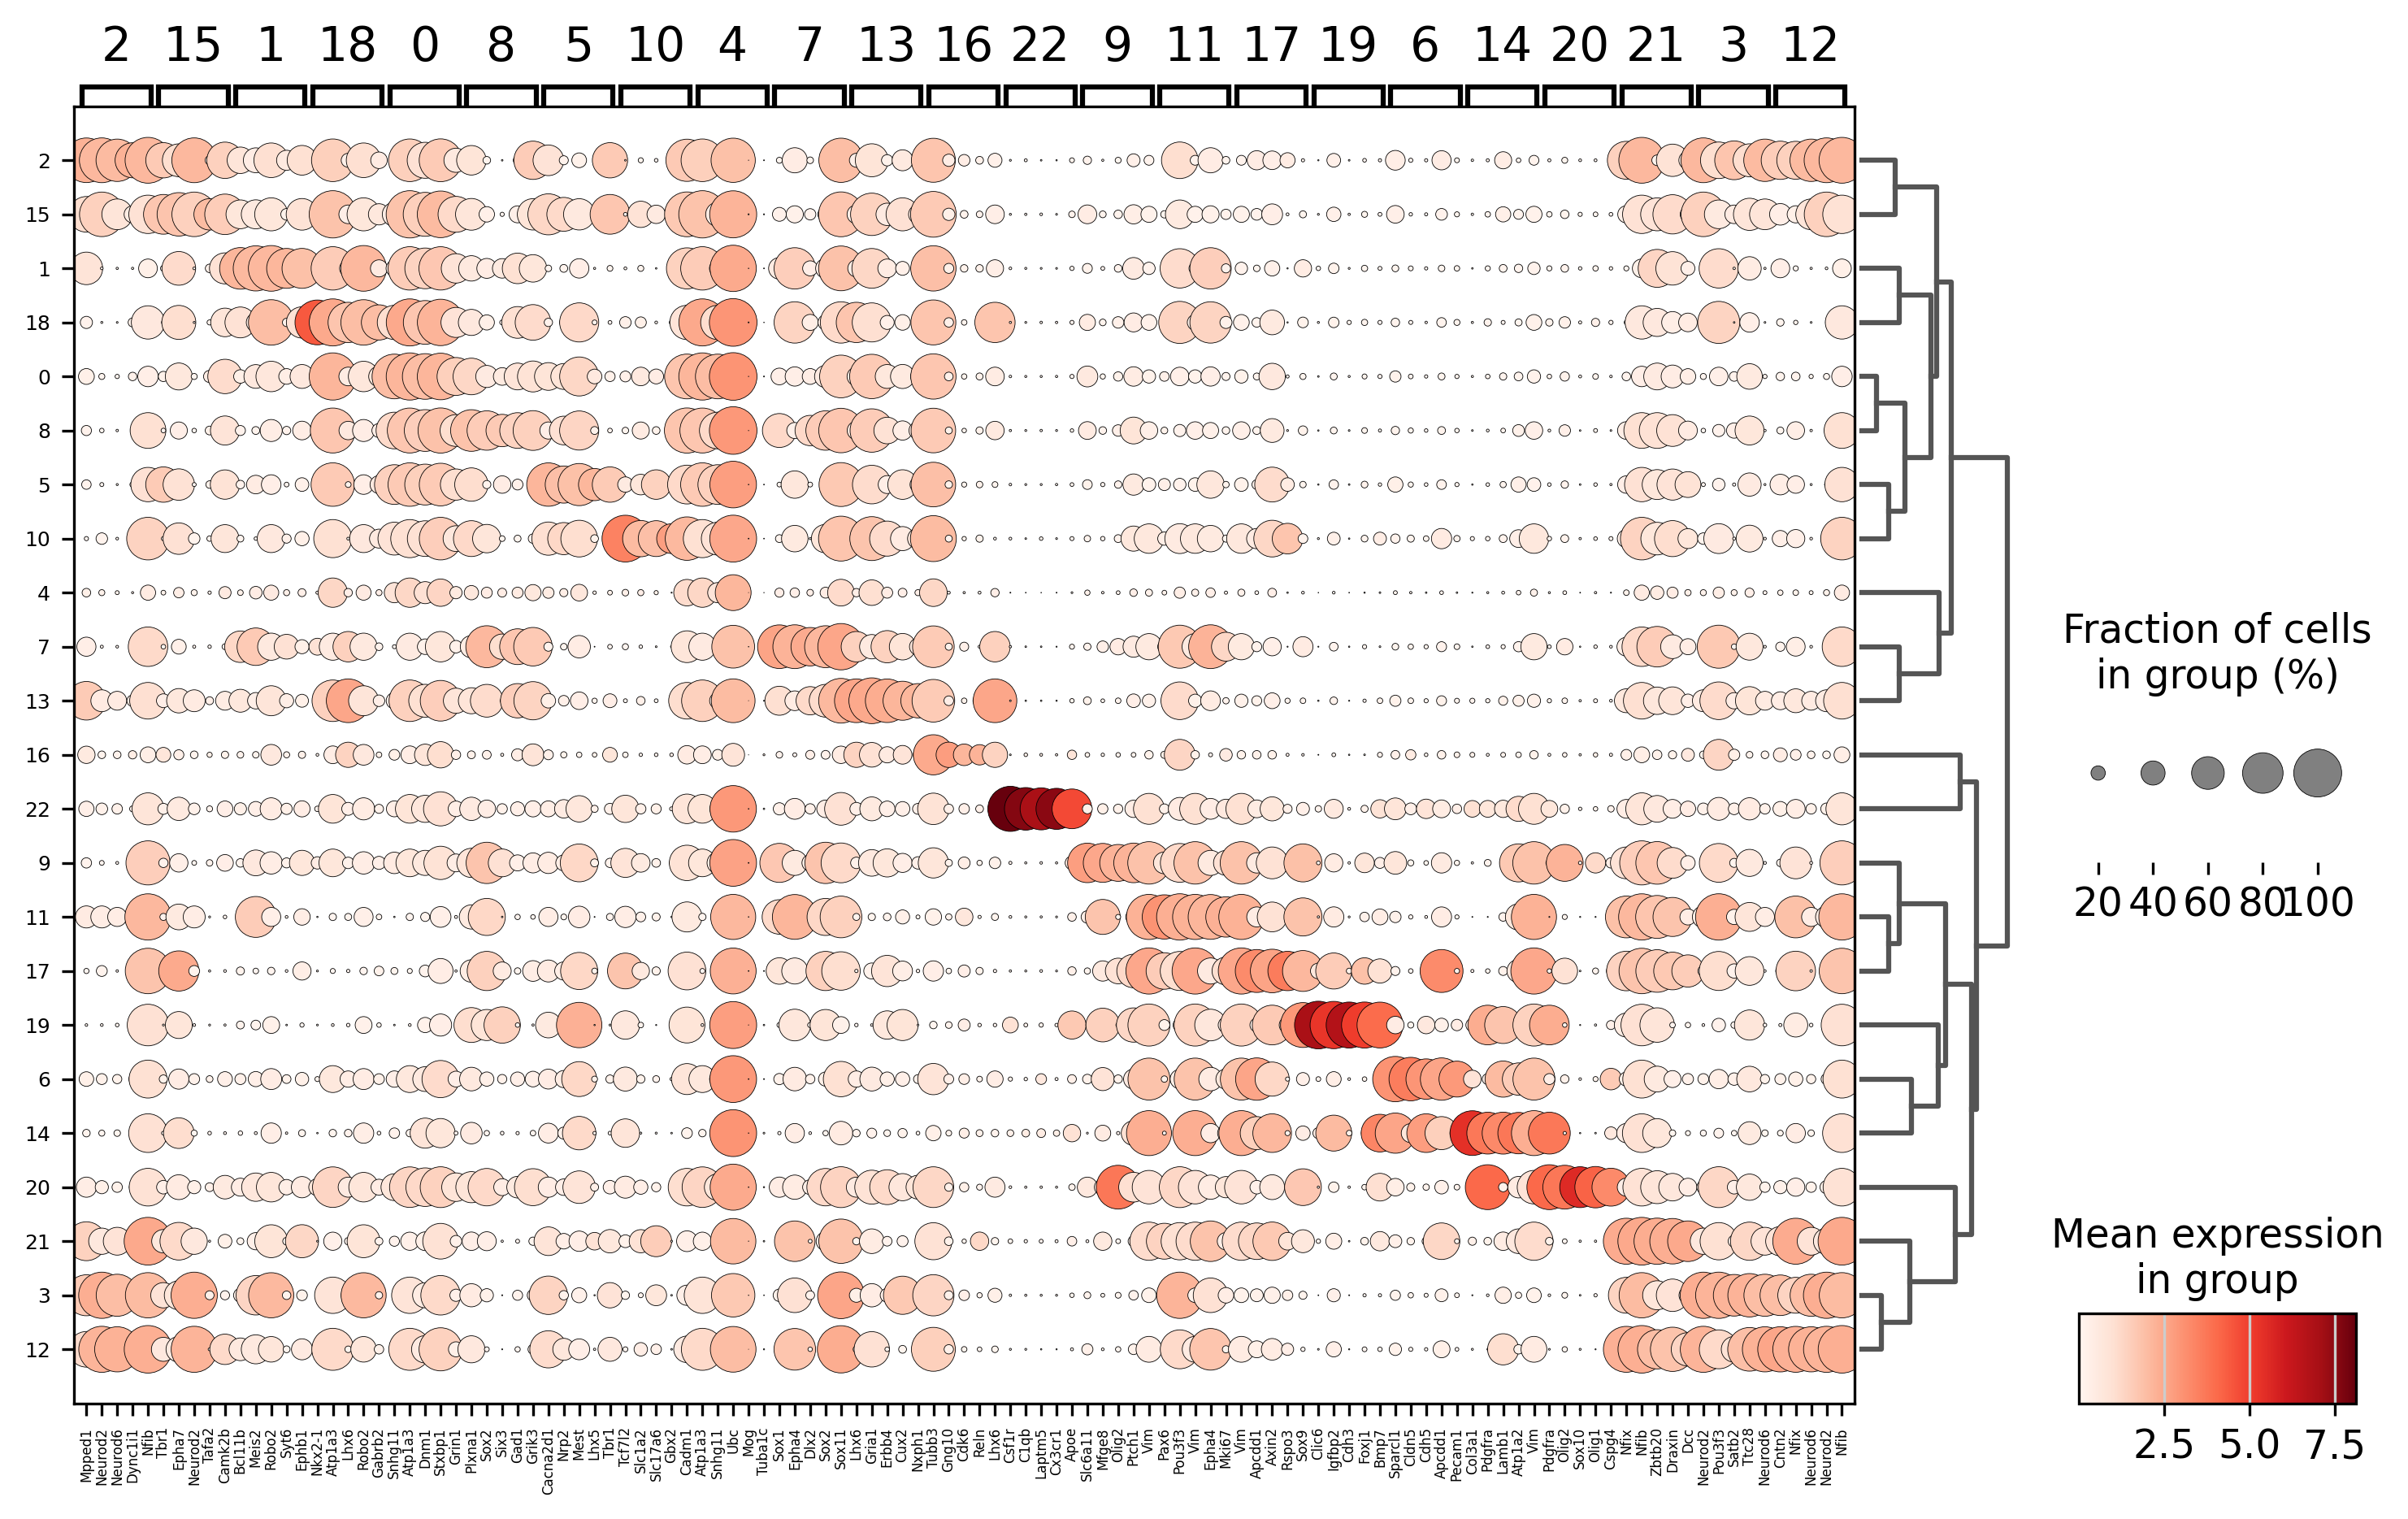 2 15 1 18 0 8 5 10 4 7 13 16 22 9 11 17 19 6 14 20 21 3 12
2
15
1
18
0
8
5
10
4
7
13
16
22
9
11
17
19
6
14
20
21
3
12
Mpped1
Neurod2
Neurod6
Dync1i1
Nfib
Tbr1
Epha7
Neurod2
Tafa2
Camk2b
Bcl11b
Meis2
Robo2
Syt6
Ephb1
Nkx2-1
Atp1a3
Lhx6
Robo2
Gabrb2
Snhg11
Atp1a3
Dnm1
Stxbp1
Grin1
Plxna1
Sox2
Six3
Gad1
Grik3
Cacna2d1
Nrp2
Mest
Lhx5
Tbr1
Tcf7l2
Slc1a2
Slc17a6
Gbx2
Cadm1
Atp1a3
Snhg11
Ubc
Mog
Tuba1c
Sox1
Epha4
Dlx2
Sox2
Sox11
Lhx6
Gria1
Erbb4
Cux2
Nxph1
Tubb3
Gng10
Cdk6
Reln
Lhx6
Csf1r
C1qb
Laptm5
Cx3cr1
Apoe
Slc6a11
Mfge8
Olig2
Ptch1
Vim
Pax6
Pou3f3
Vim
Epha4
Mki67
Vim
Apcdd1
Axin2
Rspo3
Sox9
Clic6
Igfbp2
Cdh3
Foxj1
Bmp7
Sparcl1
Cldn5
Cdh5
Apcdd1
Pecam1
Col3a1
Pdgfra
Lamb1
Atp1a2
Vim
Pdgfra
Olig2
Sox10
Olig1
Cspg4
Nfix
Nfib
Zbtb20
Draxin
Dcc
Neurod2
Pou3f3
Satb2
Ttc28
Neurod6
Cntn2
Nfix
Neurod6
Neurod2
Nfib
Fraction of cells
in group (%)
20 40 60 80 100
Mean expression
in group
2.5 5.0 7.5